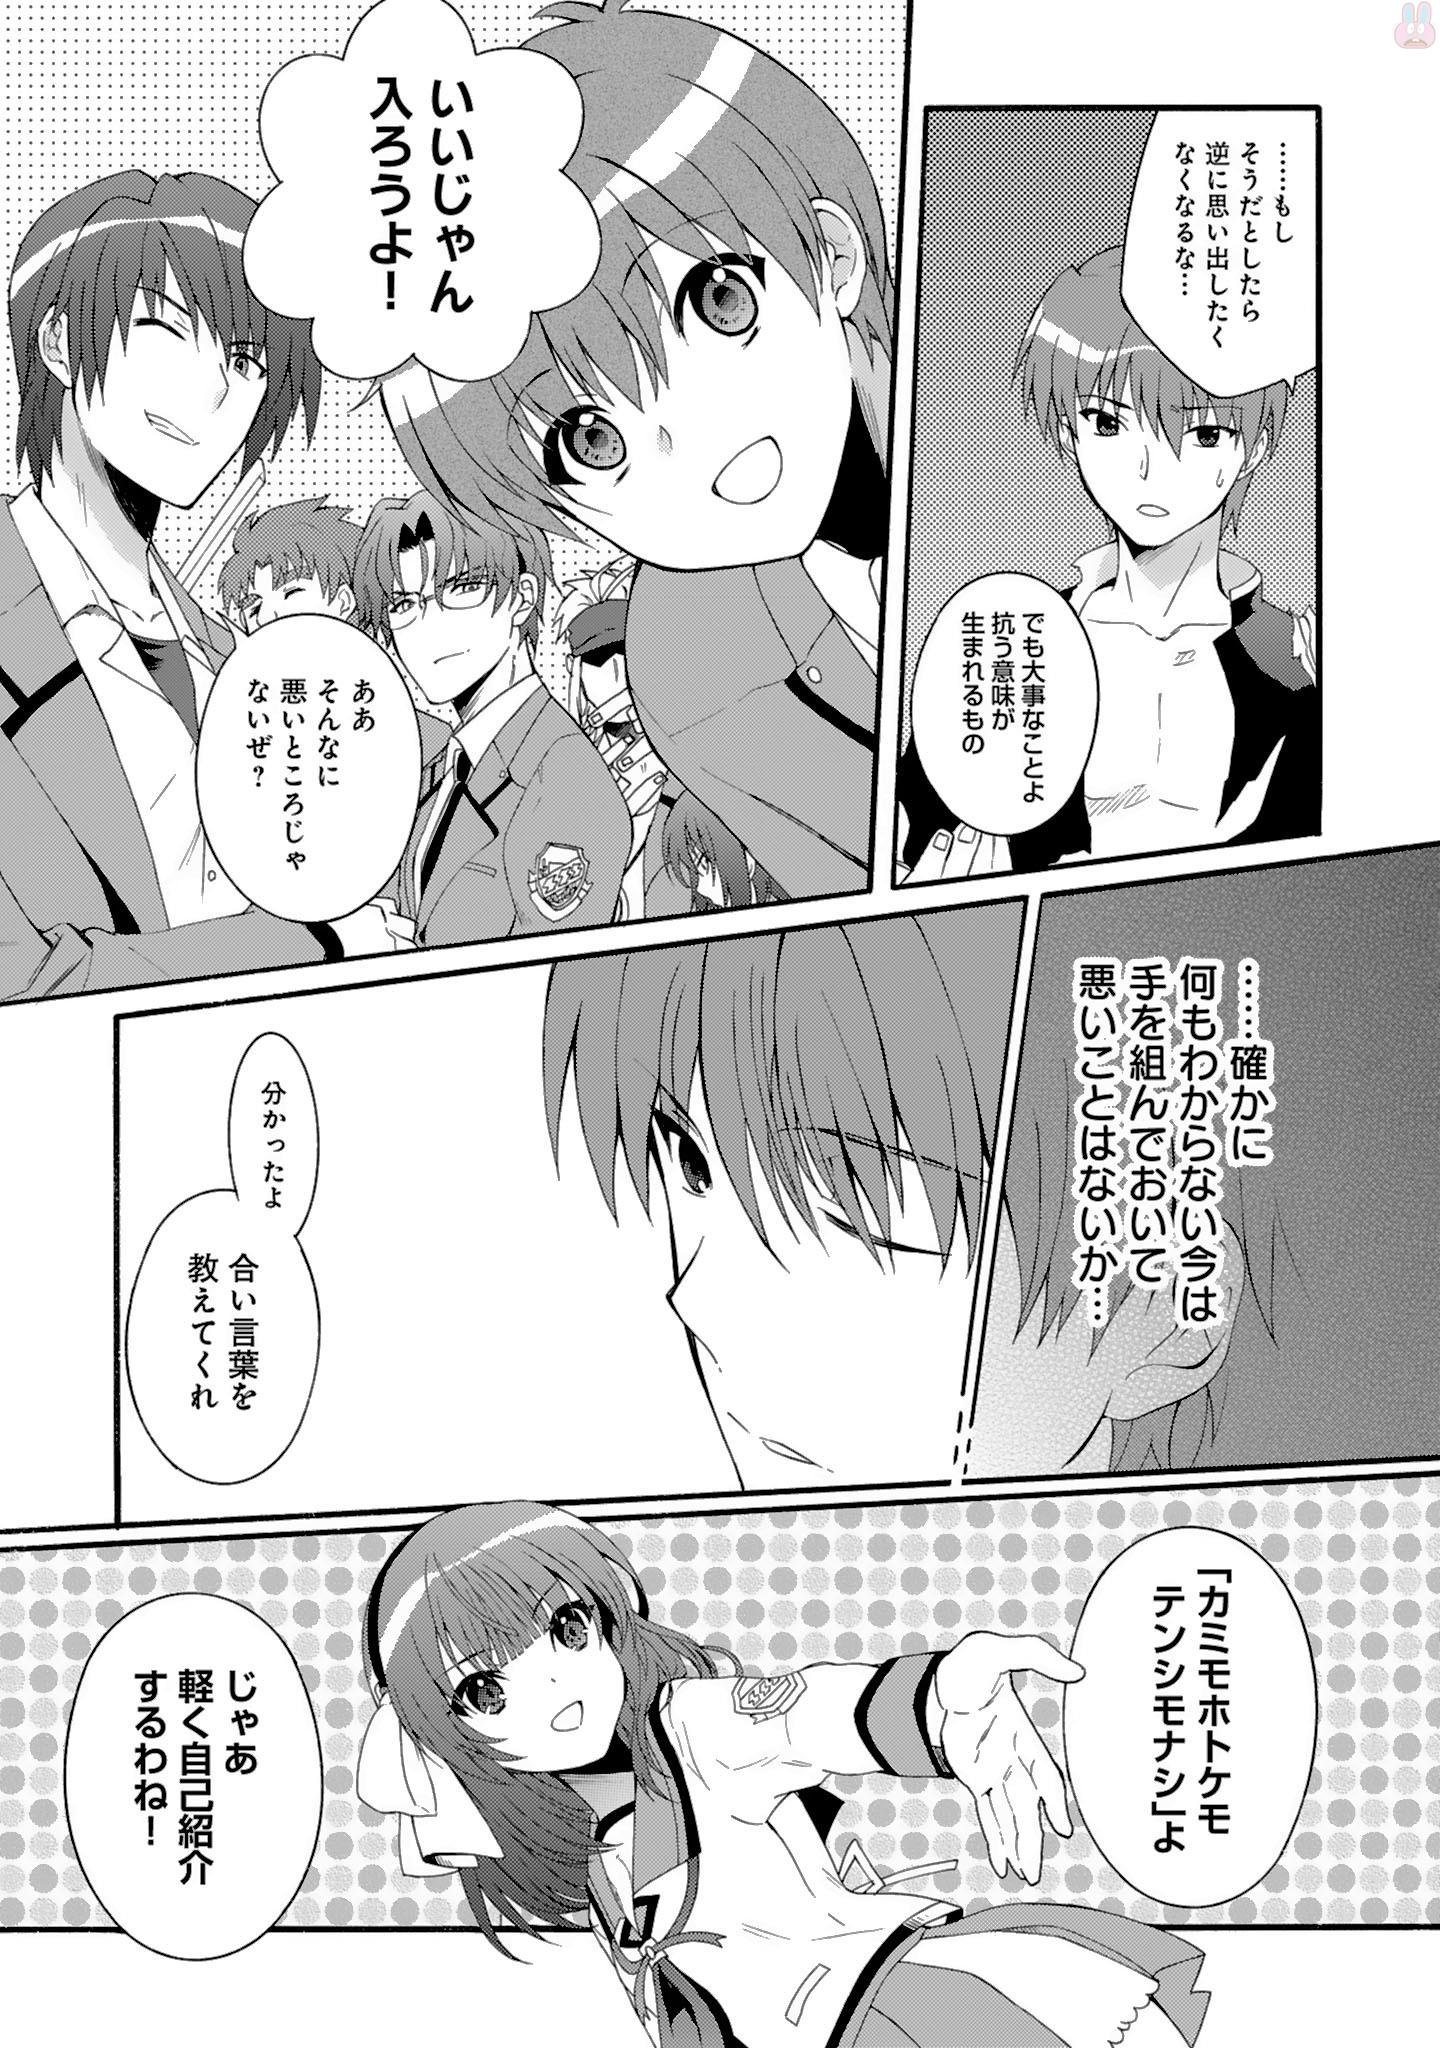 ……もし
そうだとしたら
逆に思い出したく
なくなるな…
でも大事なことよ
抗う意味が
生まれるもの
いいじゃん
入ろうよ！
ああ
そんなに
悪いところじゃ
ないぜ？
……確かに
何もわからない今は
手を組んでおいて
悪いことはないか…
分かったよ
合い言葉を
教えてくれ
「カミモホトケモ
テンシモナシ」よ
じゃあ
軽く自己紹介
するわね！